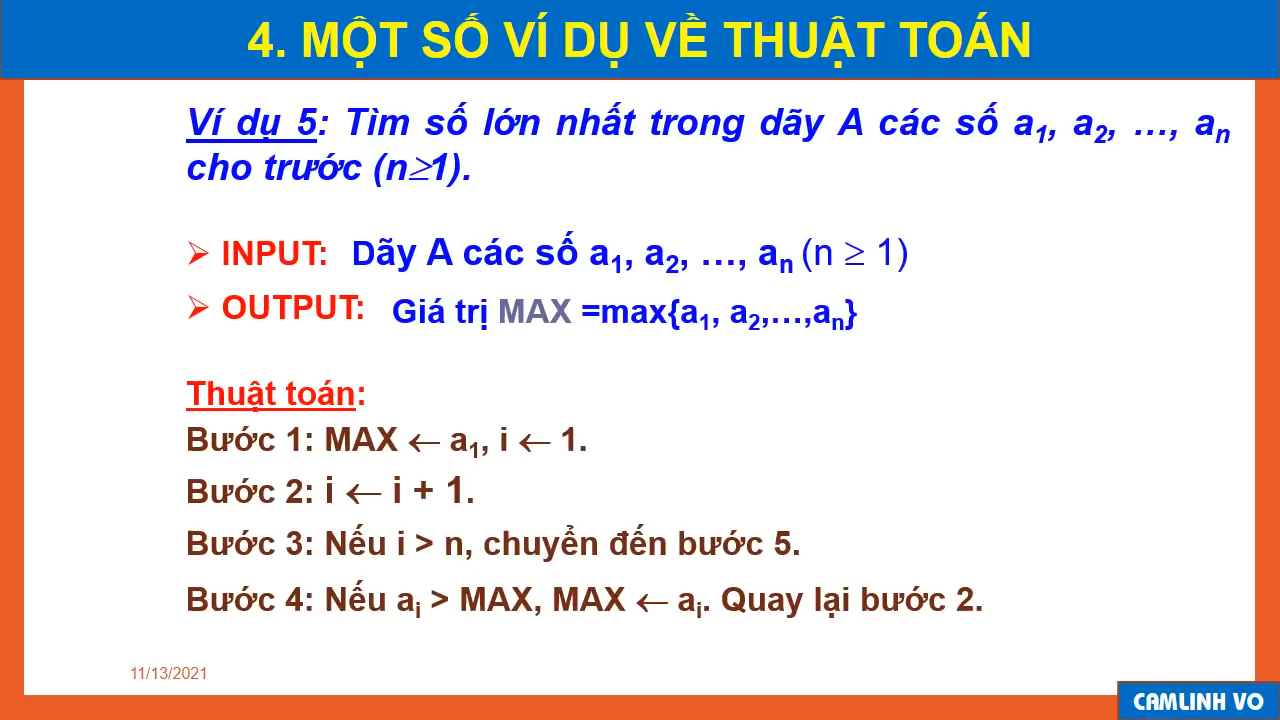 4. MỘT SỐ VÍ DỤ VỀ THUẬT TOÁN
Ví dụ 5: Tìm số lớn nhất trong dãy A các số a₁, a₂, …, aₙ
cho trước (n≥1).
➢ INPUT: Dãy A các số a₁, a₂, …, aₙ (n ≥ 1)
➢ OUTPUT: Giá trị MAX =max{a₁, a₂,…,aₙ}
Thuật toán:
Bước 1: MAX ← a₁, i ← 1.
Bước 2: i ← i + 1.
Bước 3: Nếu i > n, chuyển đến bước 5.
Bước 4: Nếu aᵢ > MAX, MAX ← aᵢ. Quay lại bước 2.
11/13/2021
CAMLINH VO